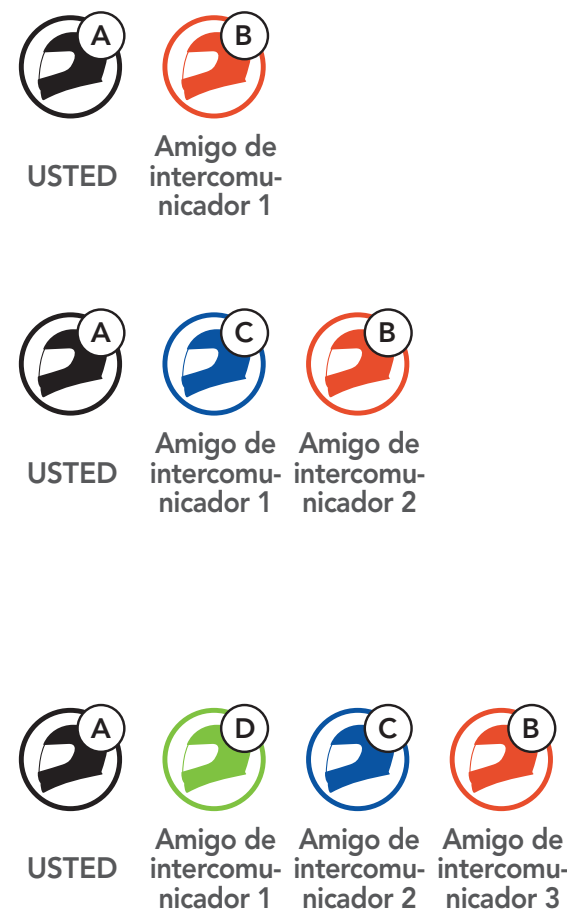 A B
USTED
Amigo de
intercomu-
nicador 1
A C B
USTED
Amigo de
intercomu-
nicador 1
Amigo de
intercomu-
nicador 2
A D C B
USTED
Amigo de
intercomu-
nicador 1
Amigo de
intercomu-
nicador 2
Amigo de
intercomu-
nicador 3